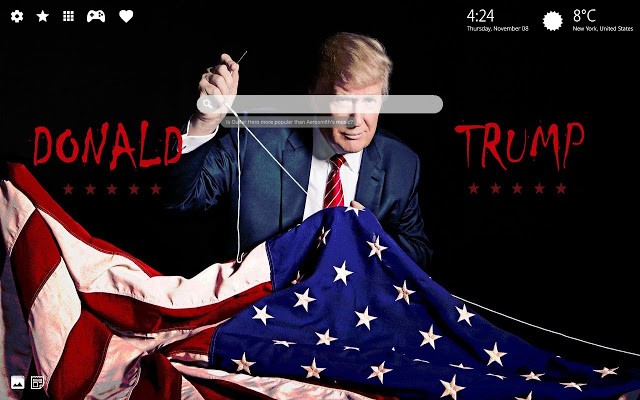 4:24
Thursday, November 08
8°C
New York, United States
Is Guitar Hero more popular than Aerosmith's music?
DONALD TRUMP